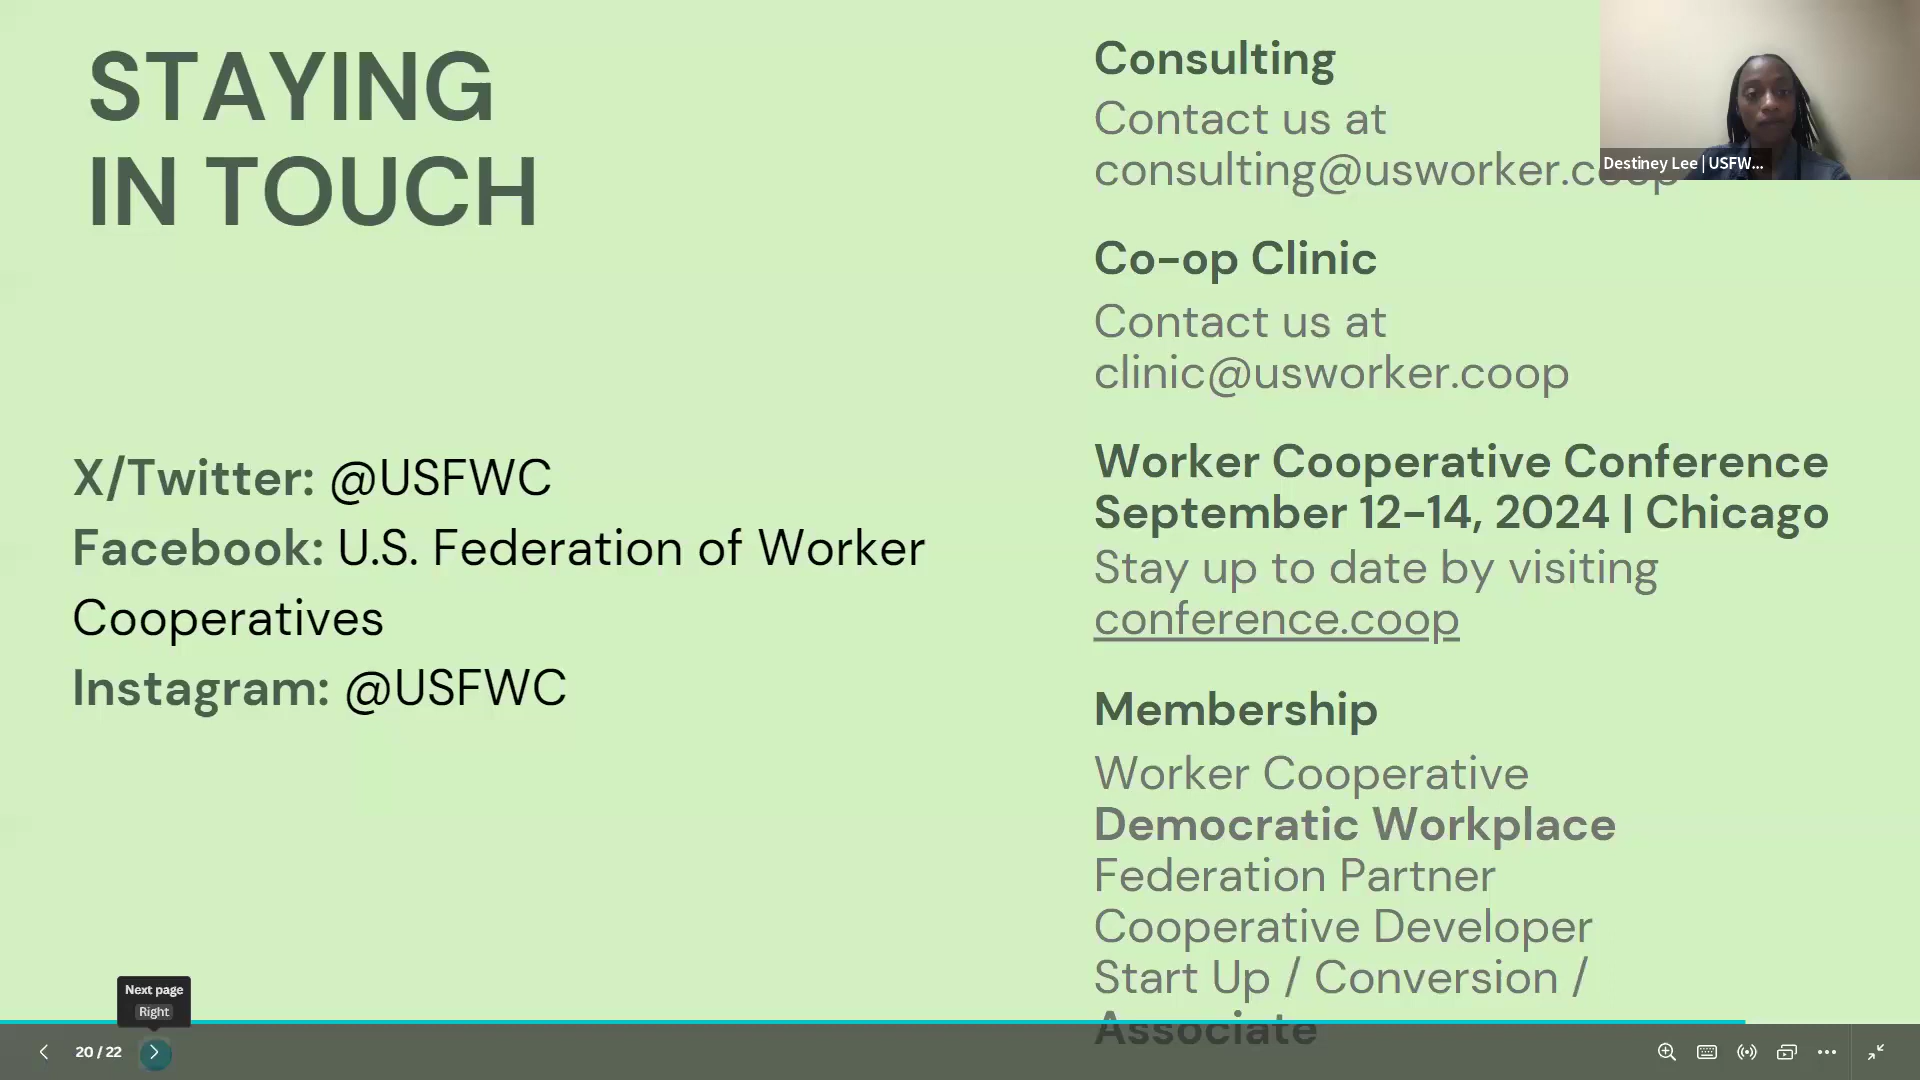 STAYING
IN TOUCH
X/Twitter: @USFWC
Facebook: U.S. Federation of Worker
Cooperatives
Instagram: @USFWC
Consulting
Contact us at
consulting@usworker.coop
Co-op Clinic
Contact us at
clinic@usworker.coop
Worker Cooperative Conference
September 12-14, 2024 | Chicago
Stay up to date by visiting
conference.coop
Membership
Worker Cooperative
Democratic Workplace
Federation Partner
Cooperative Developer
Start Up / Conversion /
Associate
Destiney Lee | USFW...
Next page
Right
20 / 22